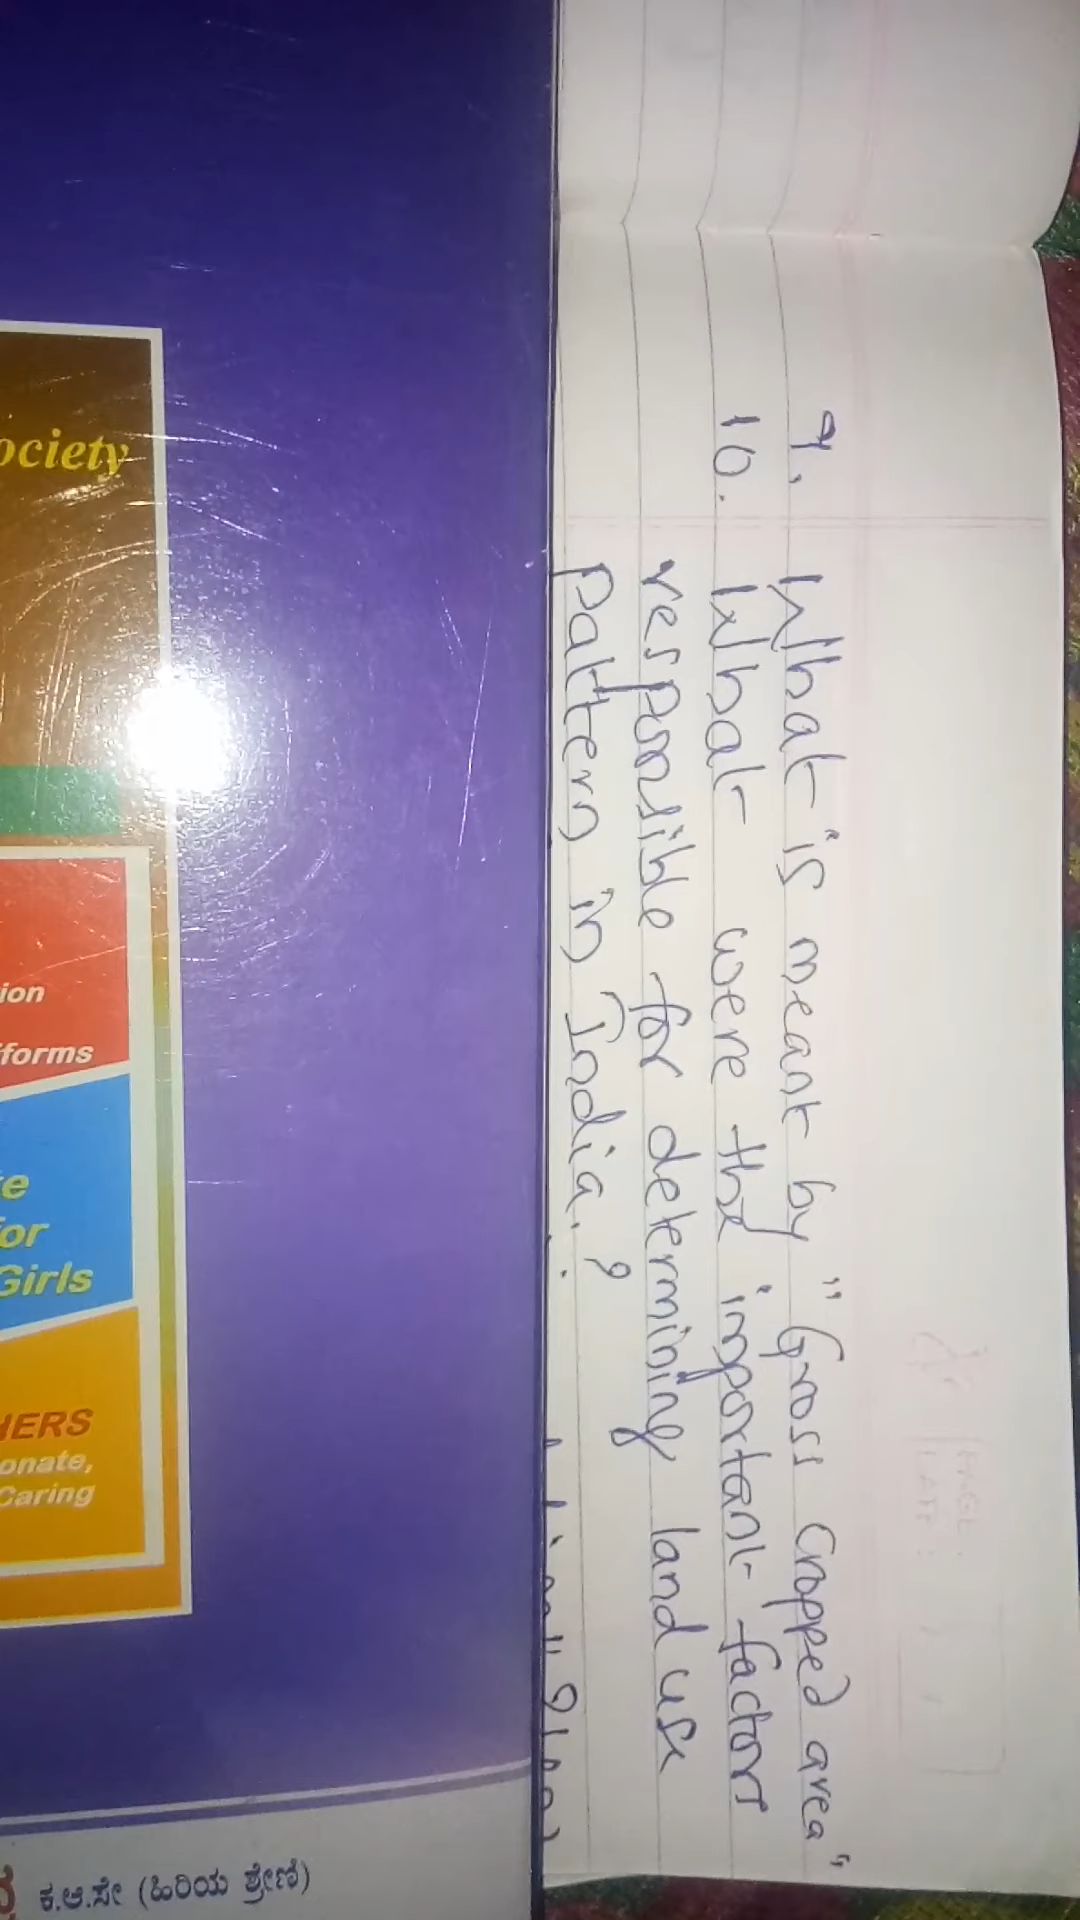 9. What is meant by "Gross cropped area"
10. What were the important factors
responsible for determining land use
pattern in India. ?
ociety
ion
forms
e
for
Girls
HERS
onate,
Caring
ಕ.ಆ.ಸೇ (ಹಿರಿಯ ಶ್ರೇಣಿ)